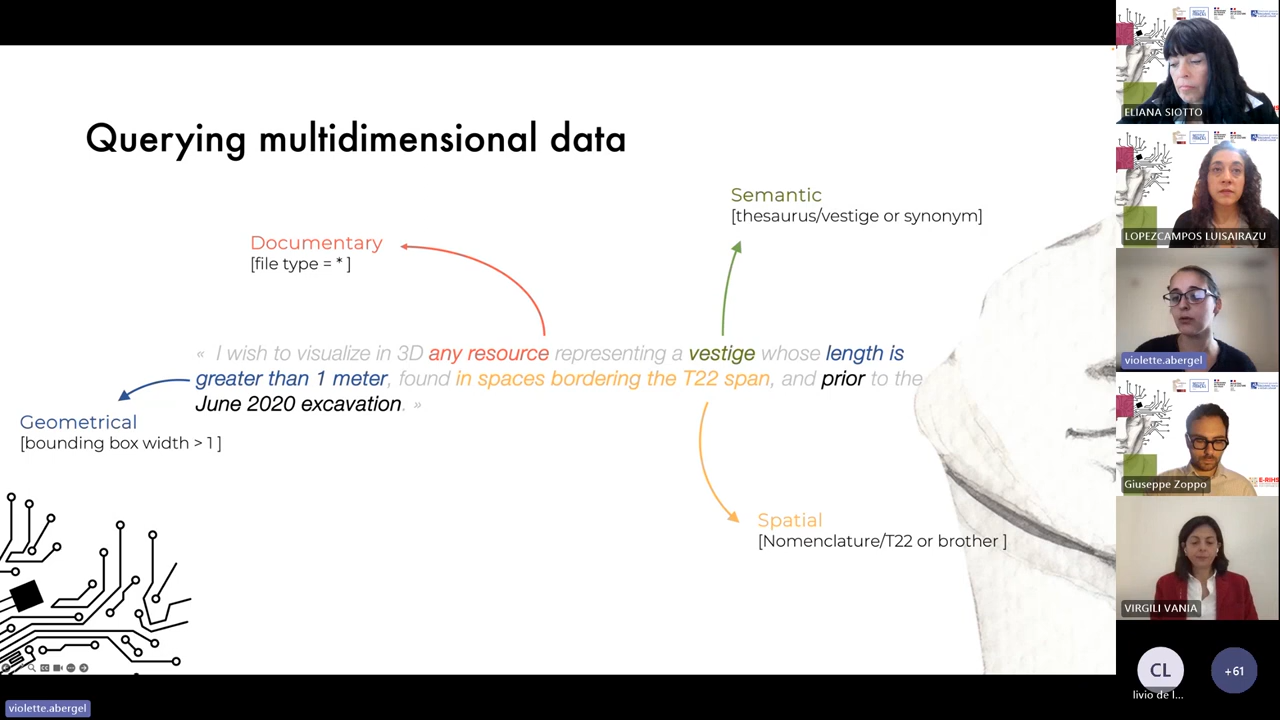 Querying multidimensional data
Semantic
[thesaurus/vestige or synonym]
Documentary
[file type = * ]
« I wish to visualize in 3D any resource representing a vestige whose length is
greater than 1 meter, found in spaces bordering the T22 span, and prior to the
June 2020 excavation. »
Geometrical
[bounding box width > 1 ]
Spatial
[Nomenclature/T22 or brother ]
violette.abergel
ELIANA SIOTTO
LOPEZCAMPOS LUISAIRAZU
violette.abergel
Giuseppe Zoppo
E-RIHS
VIRGILI VANIA
CL
livio de l...
+61